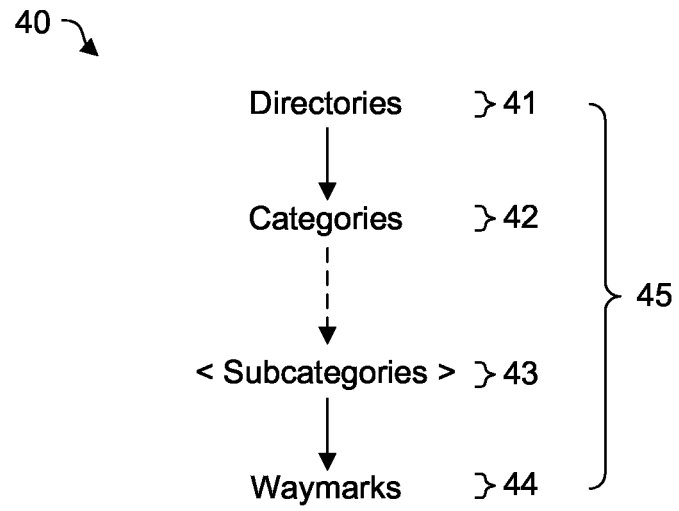 40
Directories 41
Categories 42
45
< Subcategories > 43
Waymarks 44